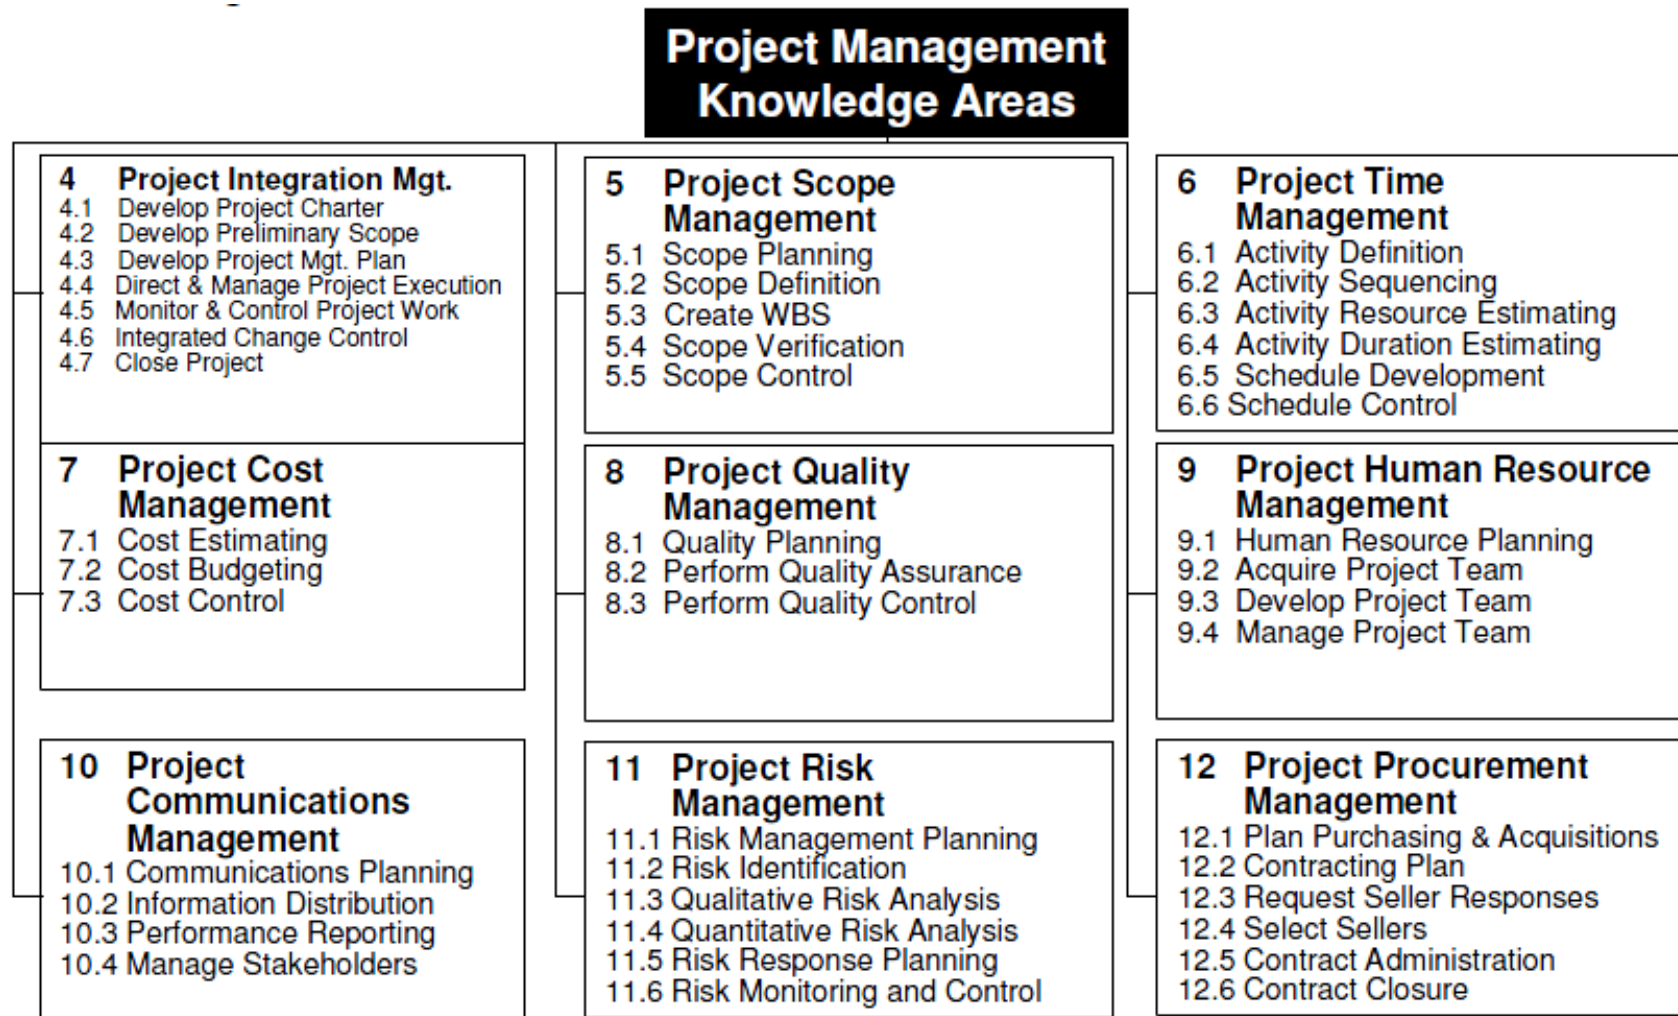 Project Management
Knowledge Areas
4 Project Integration Mgt.
4.1 Develop Project Charter
4.2 Develop Preliminary Scope
4.3 Develop Project Mgt. Plan
4.4 Direct & Manage Project Execution
4.5 Monitor & Control Project Work
4.6 Integrated Change Control
4.7 Close Project
5 Project Scope
Management
5.1 Scope Planning
5.2 Scope Definition
5.3 Create WBS
5.4 Scope Verification
5.5 Scope Control
6 Project Time
Management
6.1 Activity Definition
6.2 Activity Sequencing
6.3 Activity Resource Estimating
6.4 Activity Duration Estimating
6.5 Schedule Development
6.6 Schedule Control
7 Project Cost
Management
7.1 Cost Estimating
7.2 Cost Budgeting
7.3 Cost Control
8 Project Quality
Management
8.1 Quality Planning
8.2 Perform Quality Assurance
8.3 Perform Quality Control
9 Project Human Resource
Management
9.1 Human Resource Planning
9.2 Acquire Project Team
9.3 Develop Project Team
9.4 Manage Project Team
10 Project
Communications
Management
10.1 Communications Planning
10.2 Information Distribution
10.3 Performance Reporting
10.4 Manage Stakeholders
11 Project Risk
Management
11.1 Risk Management Planning
11.2 Risk Identification
11.3 Qualitative Risk Analysis
11.4 Quantitative Risk Analysis
11.5 Risk Response Planning
11.6 Risk Monitoring and Control
12 Project Procurement
Management
12.1 Plan Purchasing & Acquisitions
12.2 Contracting Plan
12.3 Request Seller Responses
12.4 Select Sellers
12.5 Contract Administration
12.6 Contract Closure